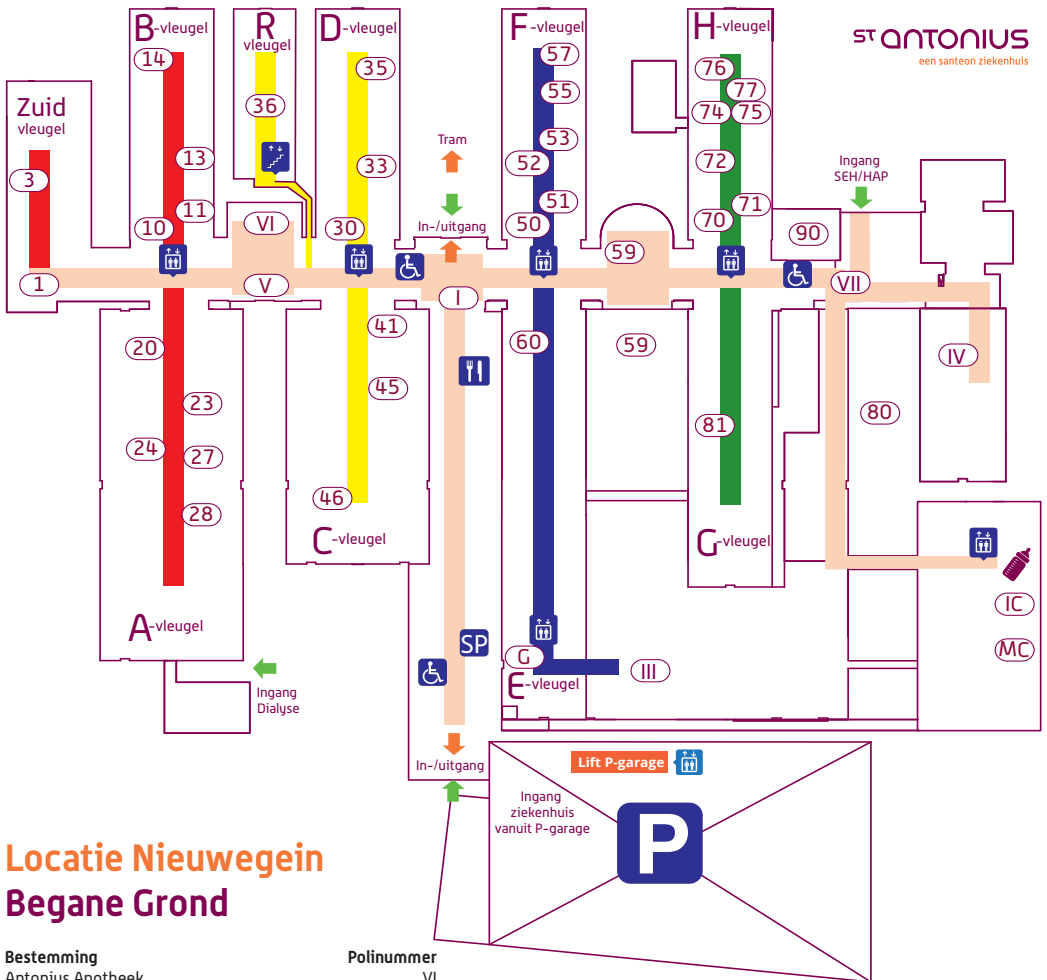 B-vleugel
R
vleugel
D-vleugel
F-vleugel
H-vleugel
ST ANTONIUS
een santeon ziekenhuis
14
35
57
76
77
55
36
74
75
Zuid
vleugel
Tram
53
13
33
52
72
Ingang
SEH/HAP
3
11
51
71
10
VI
30
In-/uitgang
50
70
90
59
1
V
VII
I
41
20
60
59
IV
45
23
80
24
27
81
46
28
C-vleugel
G-vleugel
IC
A-vleugel
SP
MC
G
III
E-vleugel
Ingang
Dialyse
In-/uitgang
Lift P-garage
Ingang
ziekenhuis
vanuit P-garage
P
Locatie Nieuwegein
Begane Grond
Bestemming Polinummer
Antonius Apotheek VI